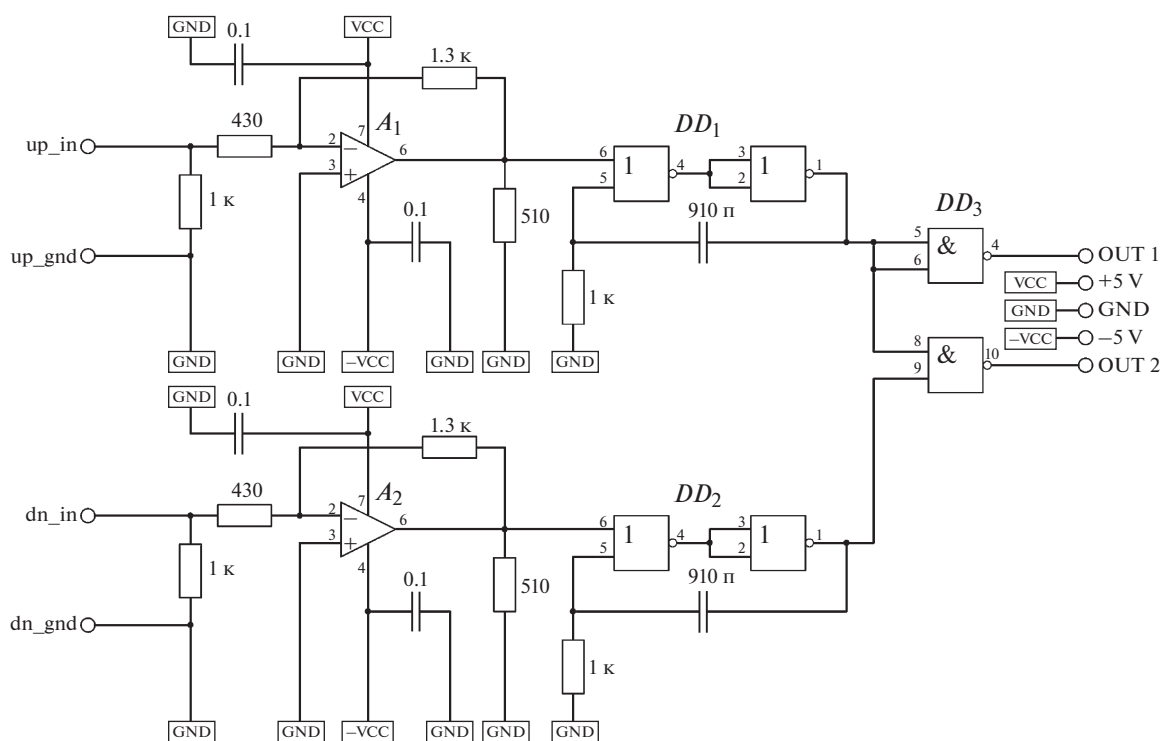 GND 0.1 VCC
1.3 к
430 A1 DD1
up_in 2 − 7 6 6 1 4 3 1 1
3 + 5 2
1 к 4 0.1 510 910 п DD3
up_gnd 5 & 4 OUT 1
6
1 к VCC +5 V
GND GND
−VCC −5 V
GND GND −VCC GND GND GND 8 & 10 OUT 2
9
GND 0.1 VCC
1.3 к
430 A2 DD2
dn_in 2 − 7 6 6 1 4 3 1 1
3 + 5 2
1 к 4 0.1 510 910 п
dn_gnd
1 к
GND GND −VCC GND GND GND